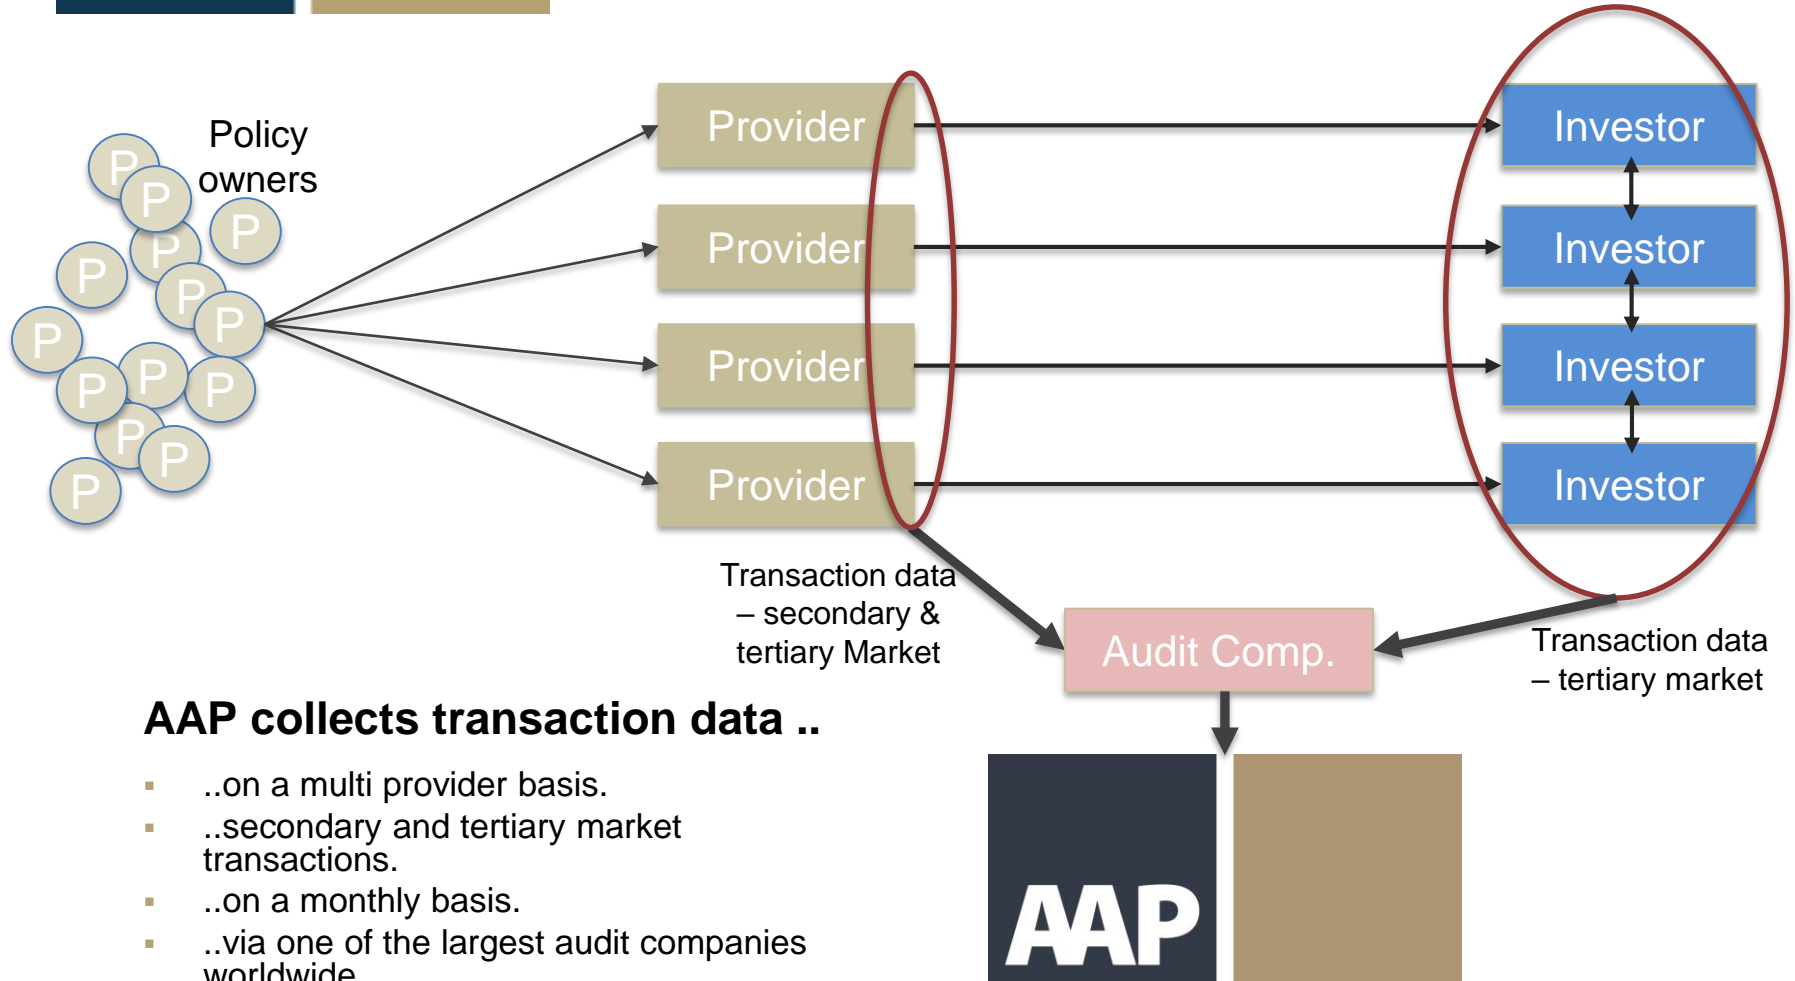 Policy
owners
P
P
P
P
P
P
P
P
P
P
P
P
P
P
Provider
Investor
Provider
Investor
Provider
Investor
Provider
Investor
Transaction data
– secondary &
tertiary Market
Audit Comp.
Transaction data
– tertiary market
AAP collects transaction data ..
▪ ..on a multi provider basis.
▪ ..secondary and tertiary market
transactions.
▪ ..on a monthly basis.
▪ ..via one of the largest audit companies
worldwide
AAP